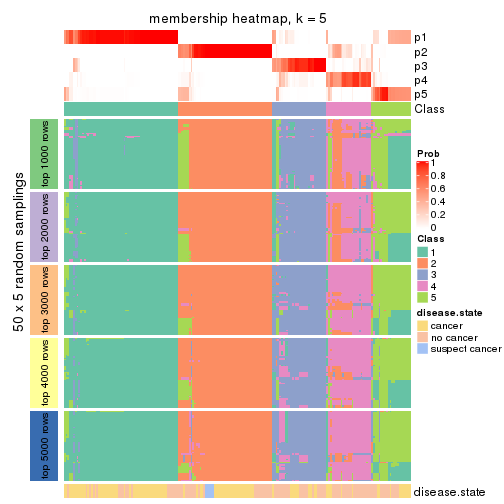 membership heatmap, k = 5
p1
p2
p3
p4
p5
Class
50 x 5 random samplings
top 1000 rows
top 2000 rows
top 3000 rows
top 4000 rows
top 5000 rows
Prob
1
0.8
0.6
0.4
0.2
0
Class
1
2
3
4
5
disease.state
cancer
no cancer
suspect cancer
disease.state